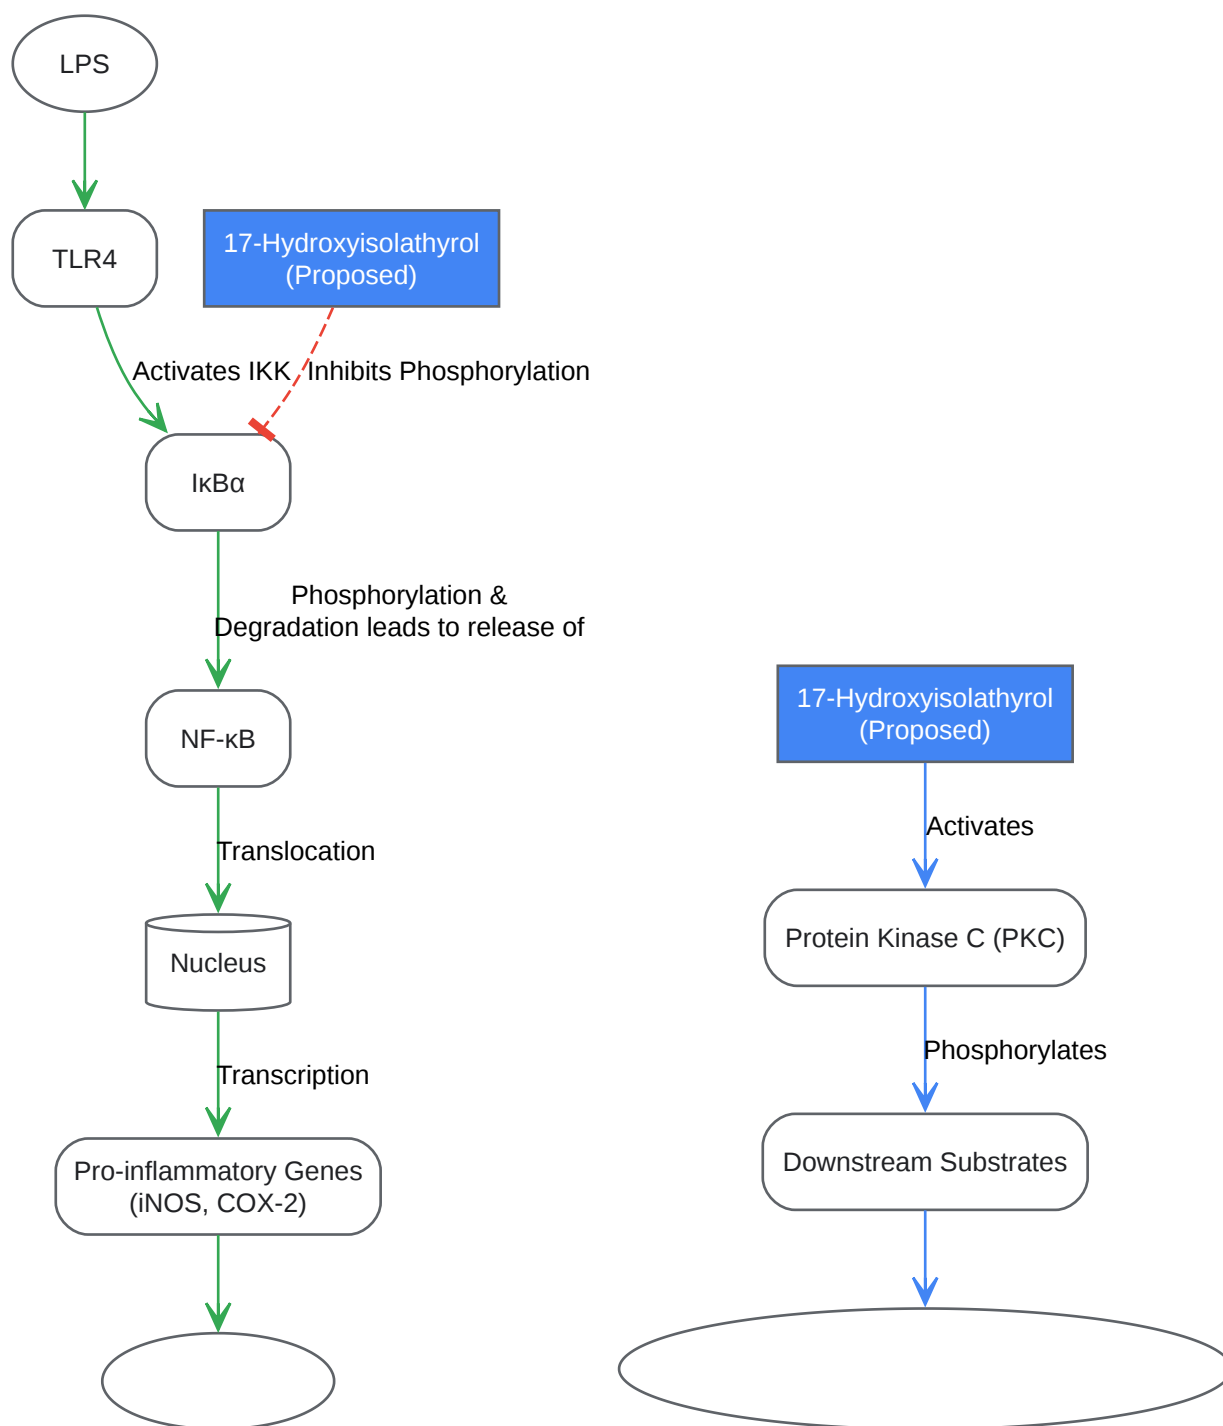 LPS
TLR4
17-Hydroxyisolathyrol
(Proposed)
Activates IKK
Inhibits Phosphorylation
IκBα
Phosphorylation &
Degradation leads to release of
NF-κB
Translocation
Nucleus
Transcription
Pro-inflammatory Genes
(iNOS, COX-2)
17-Hydroxyisolathyrol
(Proposed)
Activates
Protein Kinase C (PKC)
Phosphorylates
Downstream Substrates